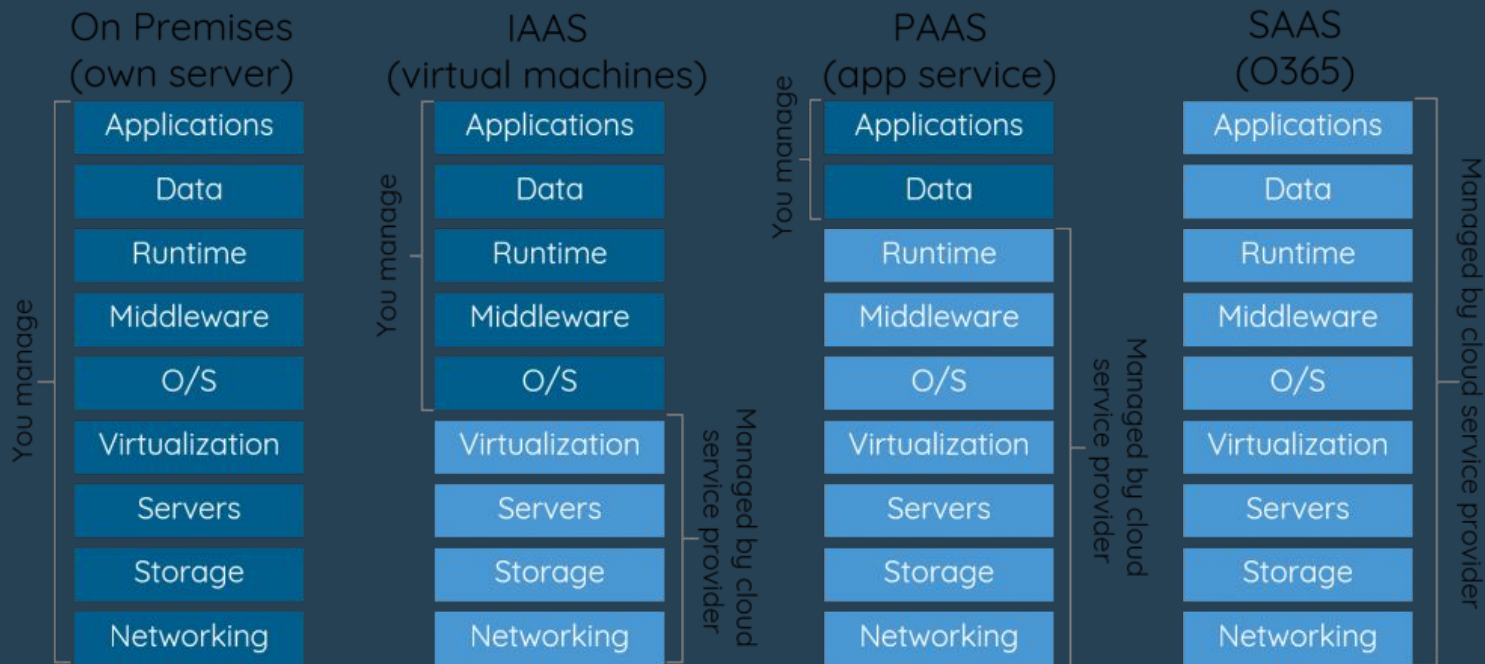 On Premises
(own server)
You manage
Applications
Data
Runtime
Middleware
O/S
Virtualization
Servers
Storage
Networking
IAAS
(virtual machines)
You manage
Applications
Data
Runtime
Middleware
O/S
Virtualization
Servers
Storage
Networking
Managed by cloud
service provider
PAAS
(app service)
You manage
Applications
Data
Runtime
Middleware
O/S
Virtualization
Servers
Storage
Networking
Managed by cloud
service provider
SAAS
(O365)
Applications
Data
Runtime
Middleware
O/S
Virtualization
Servers
Storage
Networking
Managed by cloud service provider